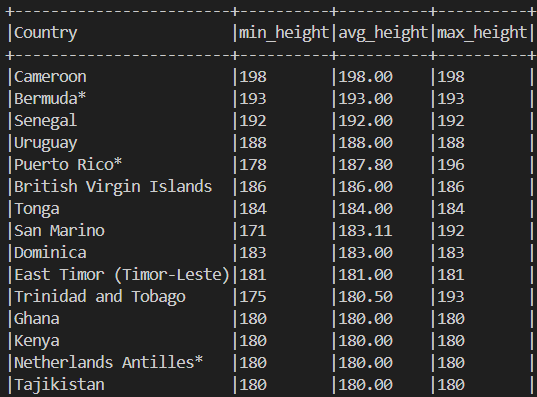 +-----------------------+----------+----------+----------+
|Country                |min_height|avg_height|max_height|
+-----------------------+----------+----------+----------+
|Cameroon               |198       |198.00    |198       |
|Bermuda*               |193       |193.00    |193       |
|Senegal                |192       |192.00    |192       |
|Uruguay                |188       |188.00    |188       |
|Puerto Rico*           |178       |187.80    |196       |
|British Virgin Islands |186       |186.00    |186       |
|Tonga                  |184       |184.00    |184       |
|San Marino             |171       |183.11    |192       |
|Dominica               |183       |183.00    |183       |
|East Timor (Timor-Leste)|181       |181.00    |181       |
|Trinidad and Tobago    |175       |180.50    |193       |
|Ghana                  |180       |180.00    |180       |
|Kenya                  |180       |180.00    |180       |
|Netherlands Antilles*  |180       |180.00    |180       |
|Tajikistan             |180       |180.00    |180       |